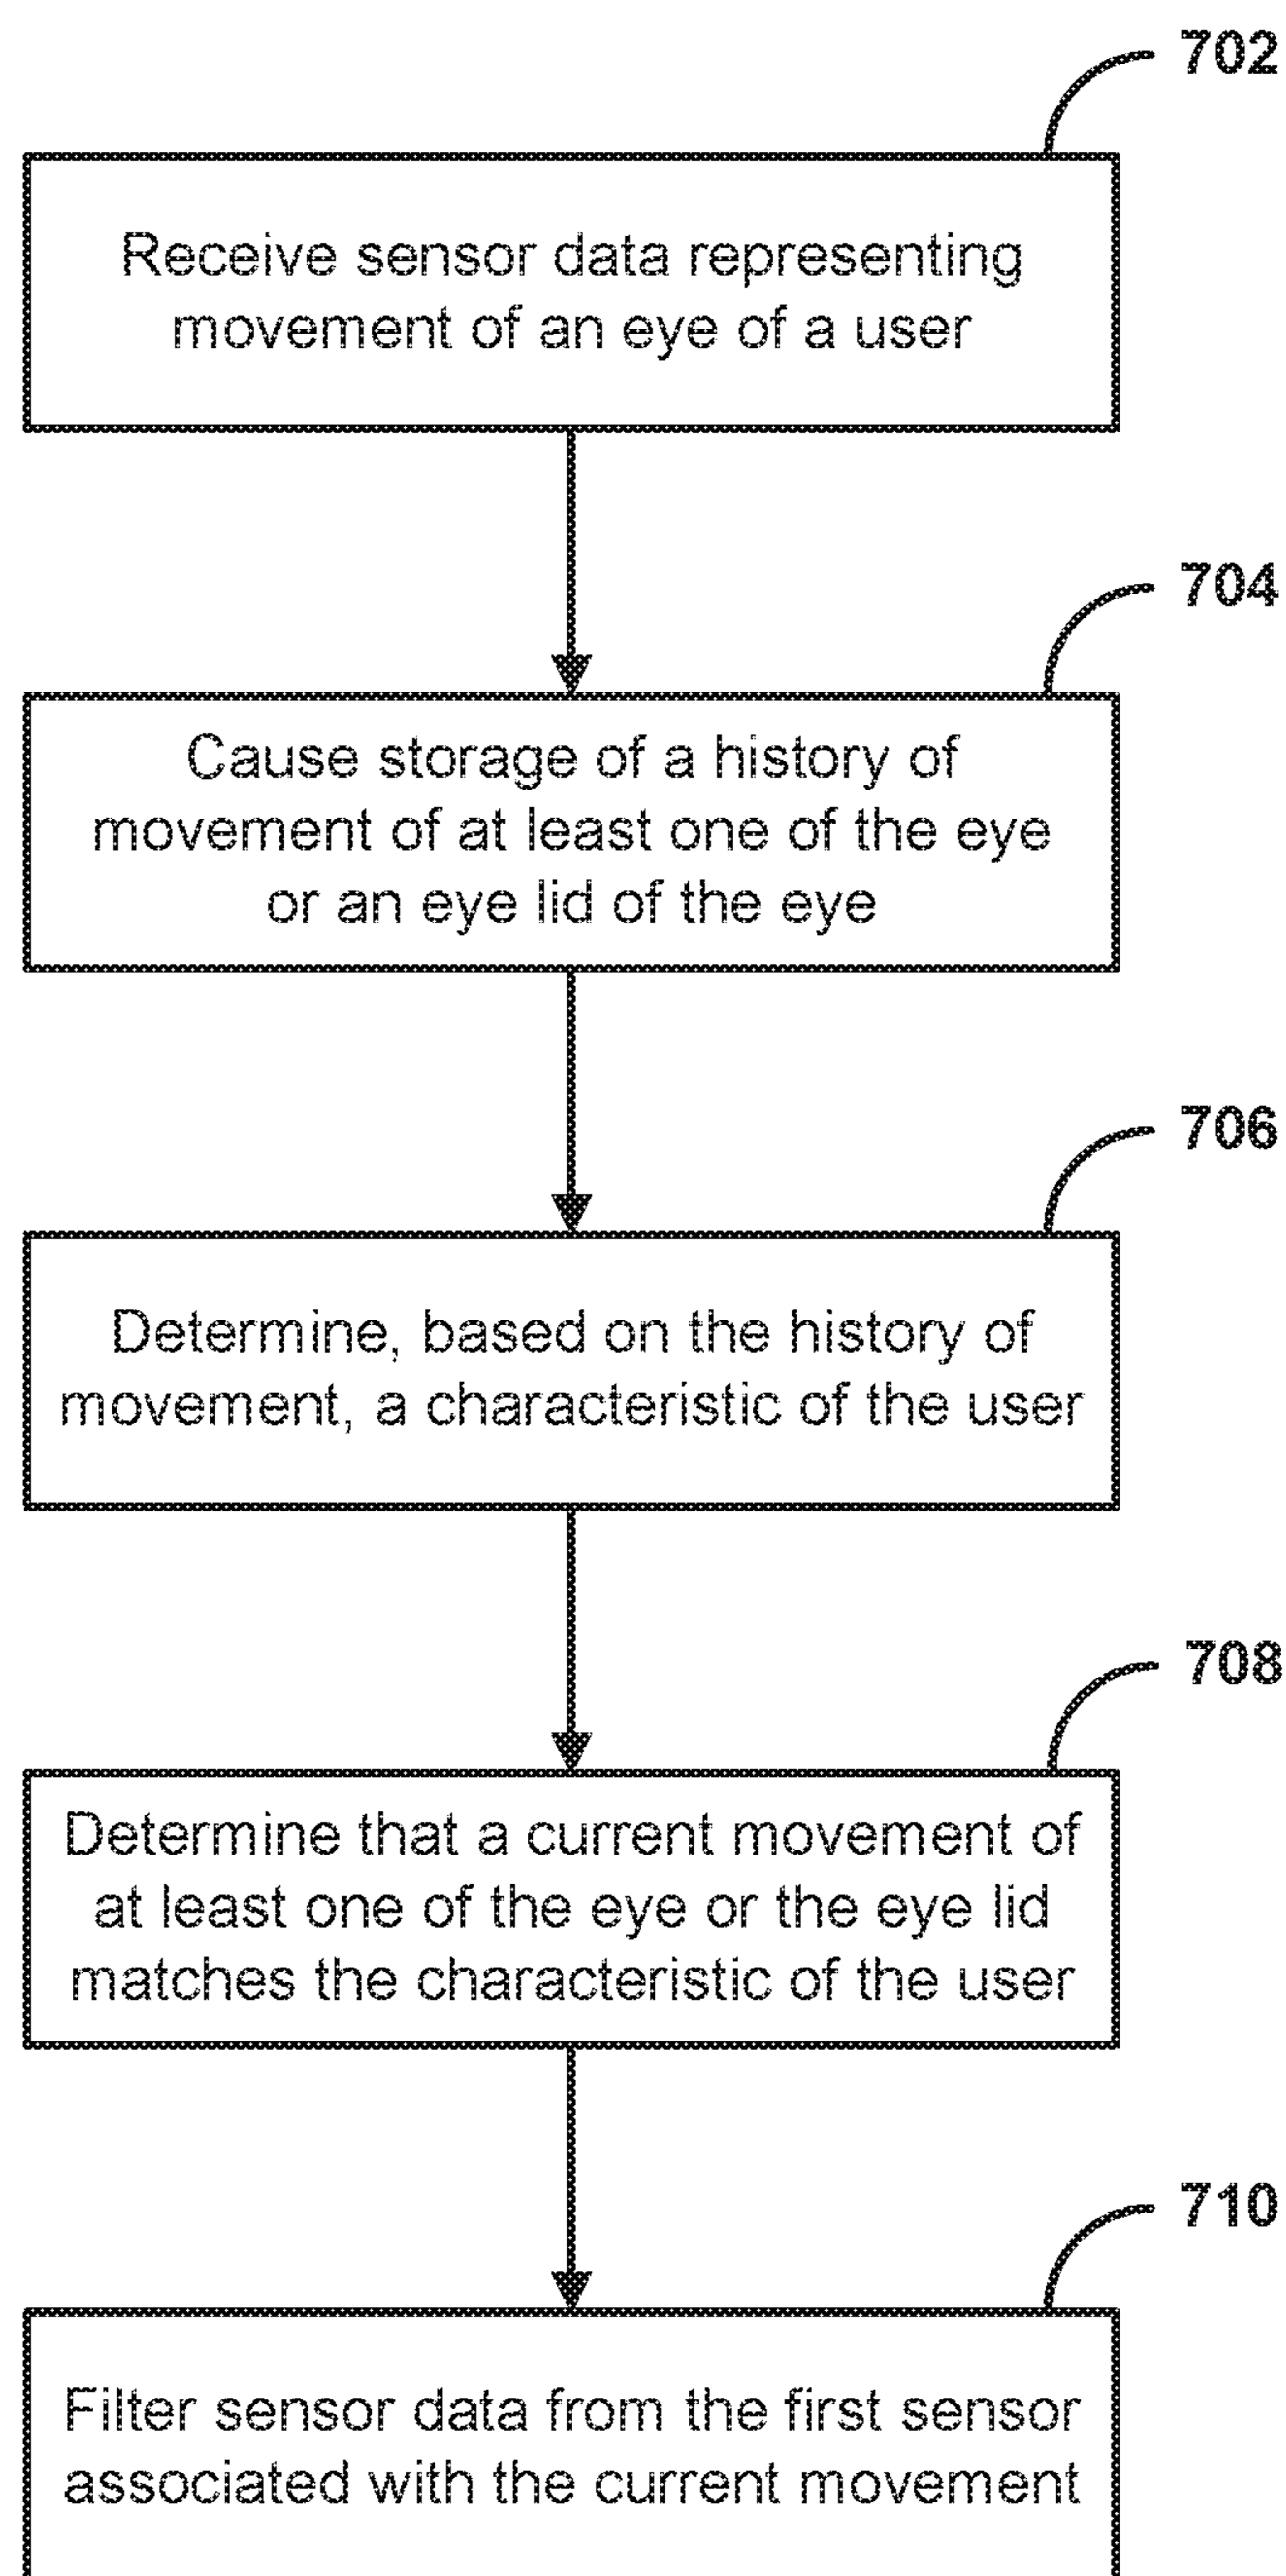 702
Receive sensor data representing
movement of an eye of a user
704
Cause storage of a history of
movement of at least one of the eye
or an eye lid of the eye
706
Determine, based on the history of
movement, a characteristic of the user
708
Determine that a current movement of
at least one of the eye or the eye lid
matches the characteristic of the user
710
Filter sensor data from the first sensor
associated with the current movement